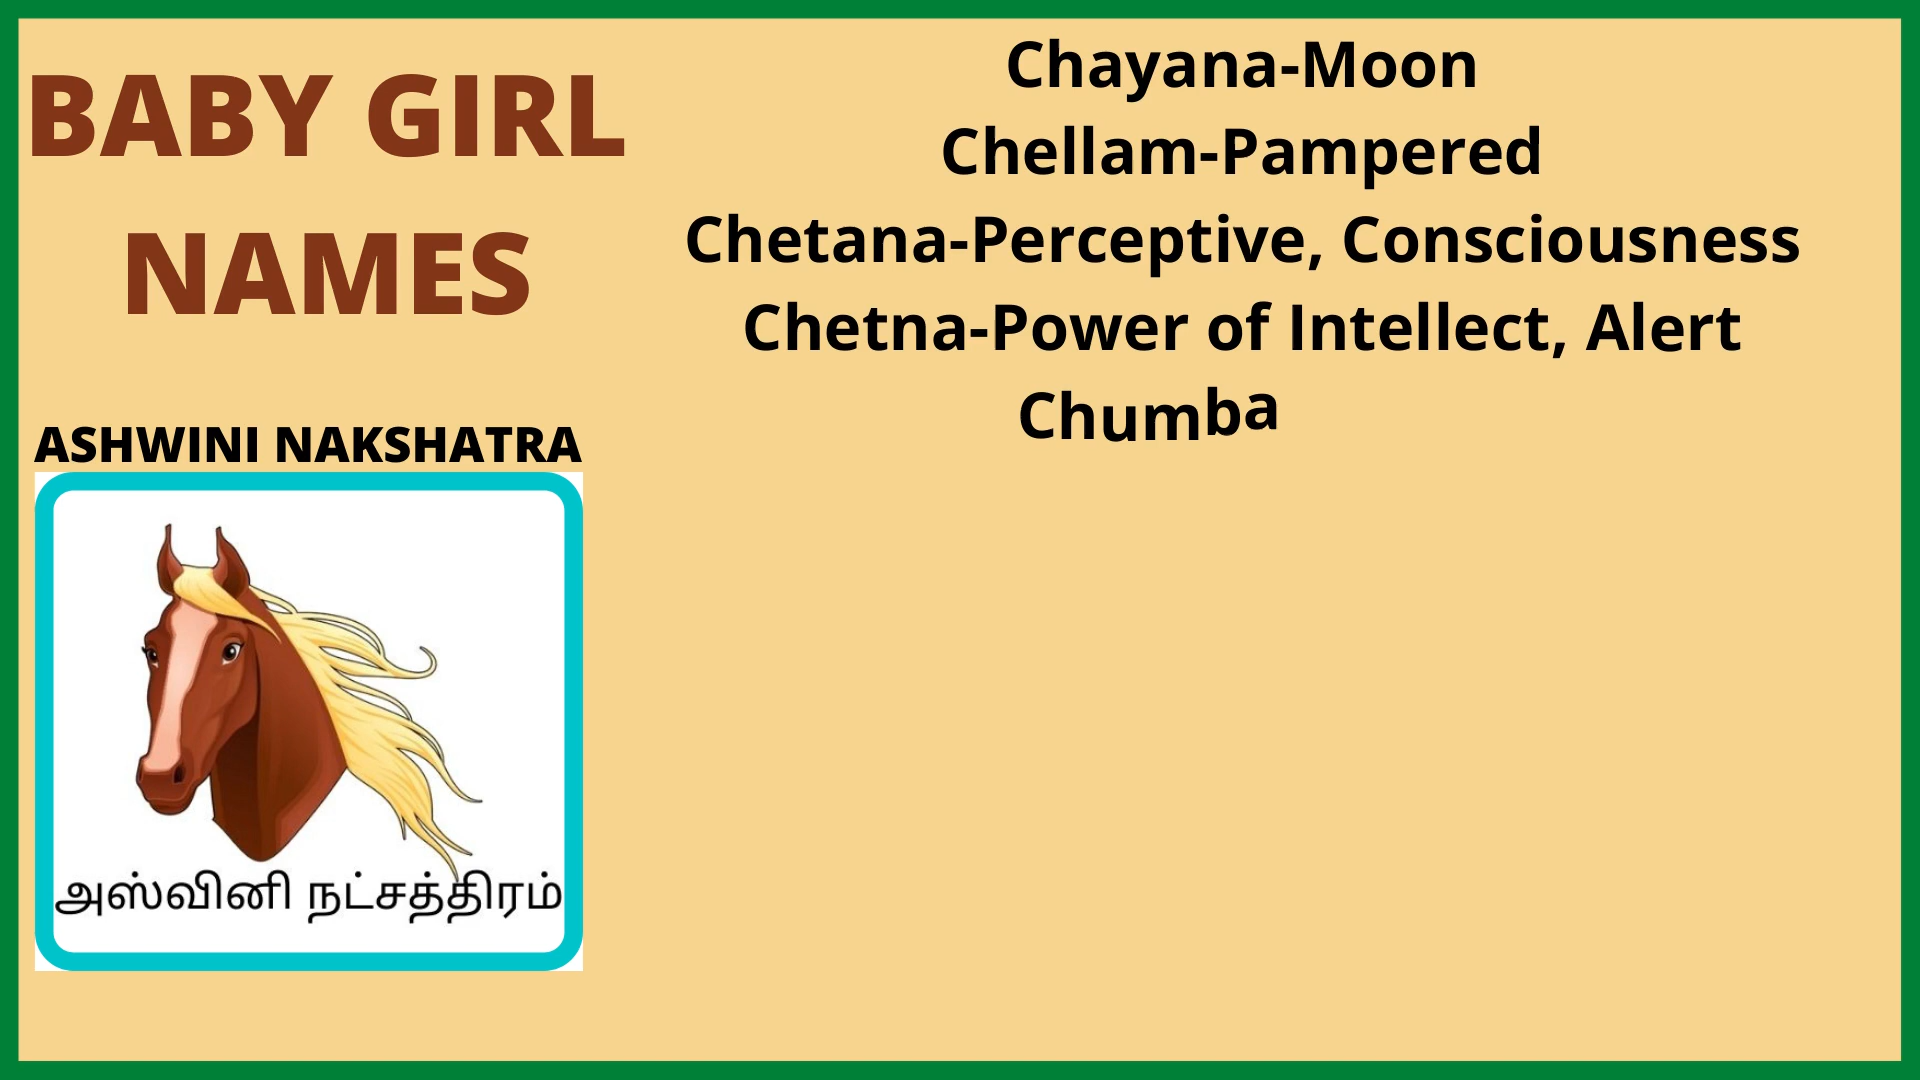 BABY GIRL
NAMES
ASHWINI NAKSHATRA
அஸ்வினி நட்சத்திரம்
Chayana-Moon
Chellam-Pampered
Chetana-Perceptive, Consciousness
Chetna-Power of Intellect, Alert
Chumba